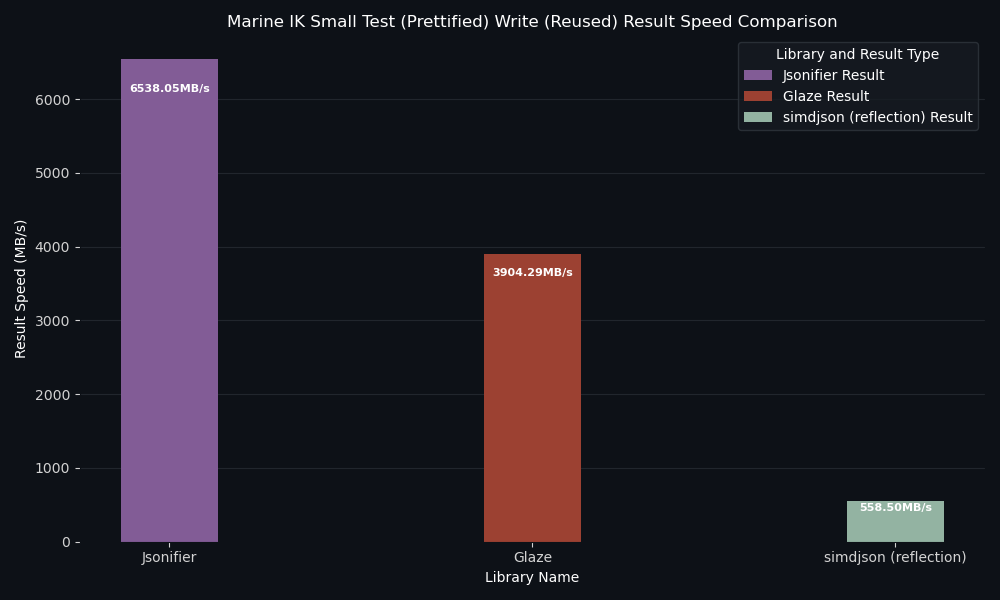 Marine IK Small Test (Prettified) Write (Reused) Result Speed Comparison
Library and Result Type
Jsonifier Result
Glaze Result
simdjson (reflection) Result
Result Speed (MB/s)
6000
5000
4000
3000
2000
1000
0
6538.05MB/s
3904.29MB/s
558.50MB/s
Jsonifier
Glaze
simdjson (reflection)
Library Name